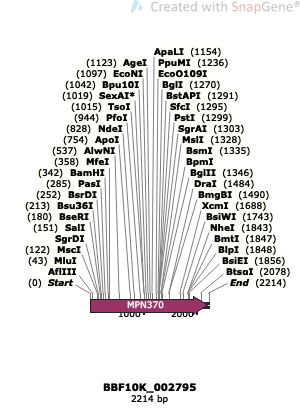 Created with SnapGene®
ApaLI (1154)
(1123) AgeI PpuMI (1236)
(1097) EcoNI EcoO109I
(1042) Bpu10I BglI (1270)
(1019) SexAI* BstAPI (1291)
(1015) TsoI SfcI (1295)
(944) PfoI PstI (1299)
(828) NdeI SgrAI (1303)
(754) ApoI MslI (1328)
(537) AlwNI BsmI (1335)
(358) MfeI BpmI
(342) BamHI BglII (1346)
(285) PasI DraI (1484)
(252) BsrDI BmgBI (1490)
(213) Bsu36I XcmI (1688)
(180) BseRI BsiWI (1743)
(151) SalI NheI (1843)
SgrDI BmtI (1847)
(122) MscI BlpI (1848)
(43) MluI BsiEI (1856)
AflIII BtsαI (2078)
(0) Start End (2214)
MPN370
1000 2000
BBF10K_002795
2214 bp